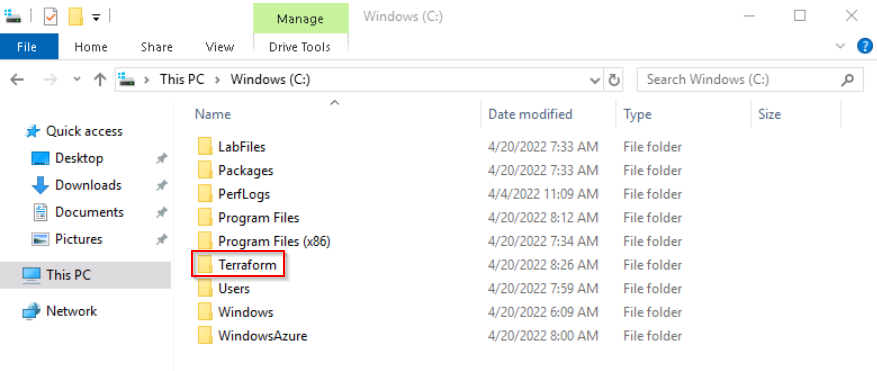 Manage
Windows (C:)
File
Home
Share
View
Drive Tools
This PC > Windows (C:)
Search Windows (C:)
Quick access
Desktop
Downloads
Documents
Pictures
This PC
Network
Name Date modified Type Size
LabFiles 4/20/2022 7:33 AM File folder
Packages 4/20/2022 7:33 AM File folder
PerfLogs 4/4/2022 11:09 AM File folder
Program Files 4/20/2022 8:12 AM File folder
Program Files (x86) 4/20/2022 7:34 AM File folder
Terraform 4/20/2022 8:26 AM File folder
Users 4/20/2022 7:59 AM File folder
Windows 4/20/2022 6:09 AM File folder
WindowsAzure 4/20/2022 8:00 AM File folder